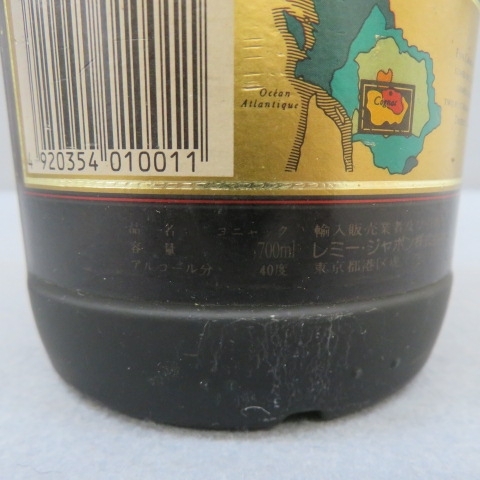 Océan
Atlantique
Cognac
4 920354 010011
品名: コニャック
容量 700ml
アルコール分 40度
輸入販売業者
レミー・ジャポン
東京都港区